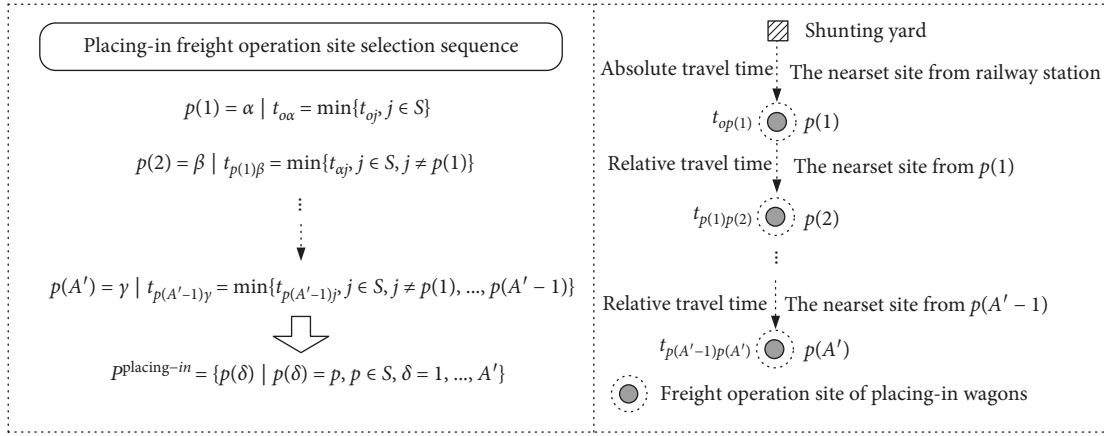 Placing-in freight operation site selection sequence
p(1) = α | t_{oα} = min{t_{oj}, j ∈ S}
p(2) = β | t_{p(1)β} = min{t_{αj}, j ∈ S, j ≠ p(1)}
...
p(A′) = γ | t_{p(A′−1)γ} = min{t_{p(A′−1)j}, j ∈ S, j ≠ p(1), ..., p(A′ − 1)}
P^{placing−in} = {p(δ) | p(δ) = p, p ∈ S, δ = 1, ..., A′}
Shunting yard
Absolute travel time The nearset site from railway station
t_{op(1)} p(1)
Relative travel time The nearset site from p(1)
t_{p(1)p(2)} p(2)
...
Relative travel time The nearset site from p(A′ − 1)
t_{p(A′−1)p(A′)} p(A′)
Freight operation site of placing-in wagons